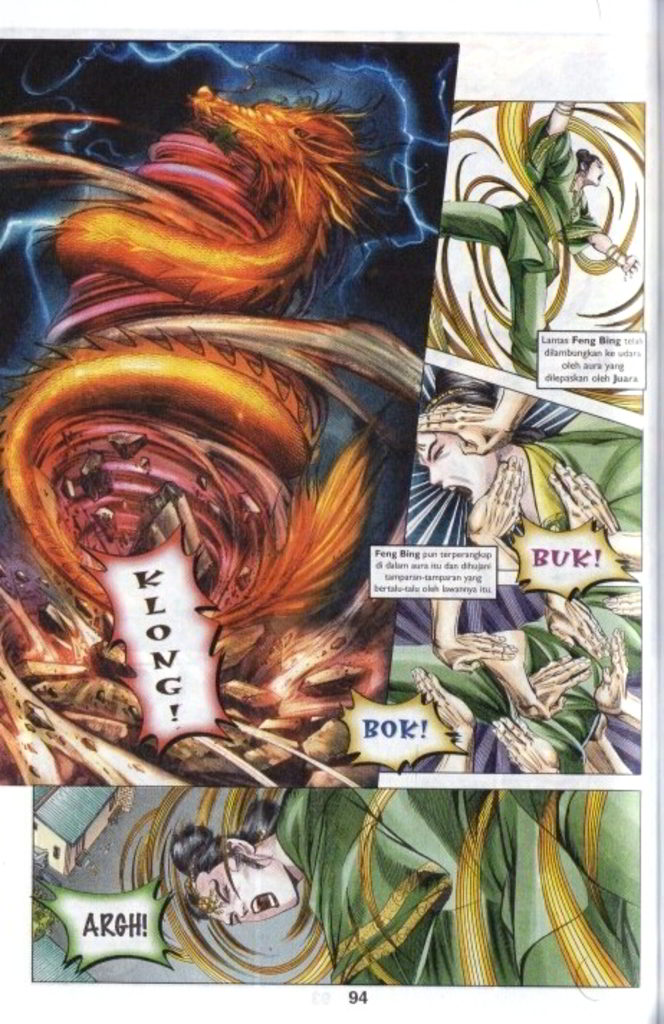 KLONG!
Lantas Feng Bing telah
dilambungkan ke udara
oleh aura yang
dilepaskan oleh Juara.
Feng Bing pun terperangkap
di dalam aura itu dan dihujani
tamparan-tamparan yang
bertalu-talu oleh lawannya itu.
BUK!
BOK!
ARGH!
94